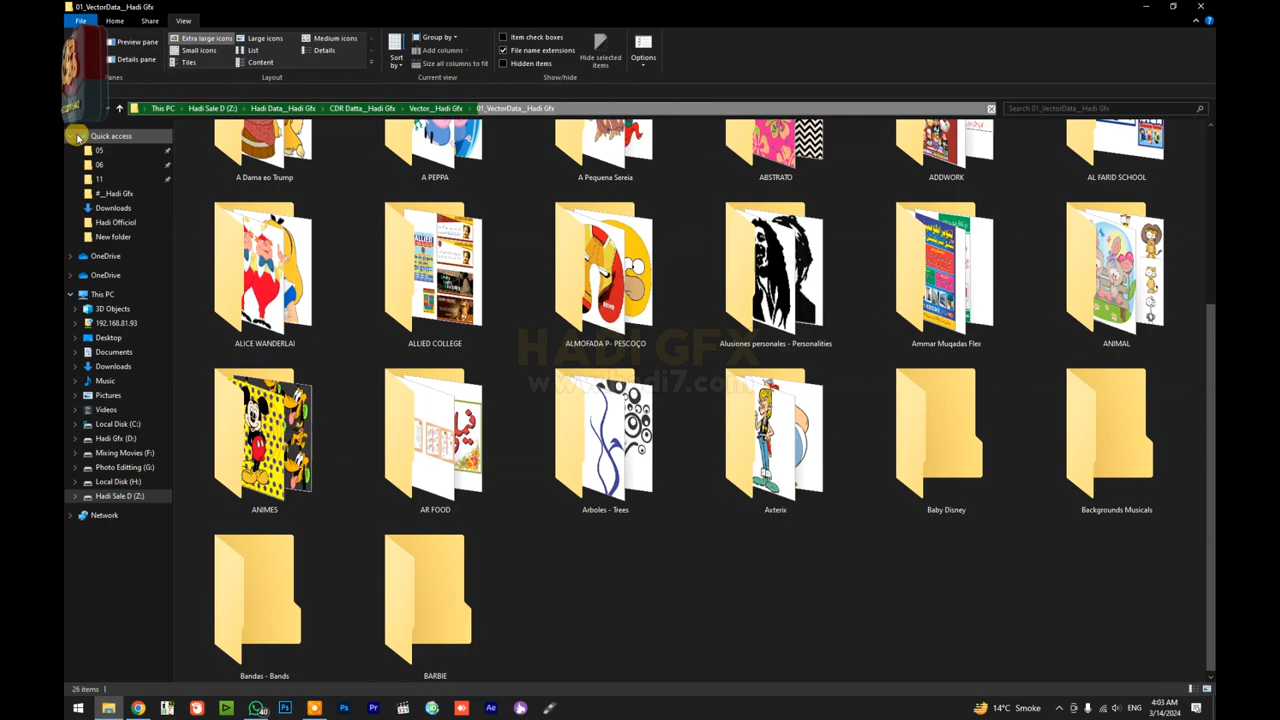 01_VectorData__Hadi Gfx
File Home Share View
Preview pane
Details pane
Panes
Extra large icons Large icons Medium icons
Small icons List Details
Tiles Content
Layout
Sort by
Group by
Add columns
Size all columns to fit
Current view
Item check boxes
File name extensions
Hidden items
Hide selected items
Show/hide
Options
This PC Hadi Sale D (Z:) Hadi Data__Hadi Gfx CDR Datta__Hadi Gfx Vector__Hadi Gfx 01_VectorData__Hadi Gfx
Search 01_VectorData__Hadi Gfx
Quick access
05
06
11
#__Hadi Gfx
Downloads
Hadi Officiol
New folder
OneDrive
OneDrive
This PC
3D Objects
192.168.81.93
Desktop
Documents
Downloads
Music
Pictures
Videos
Local Disk (C:)
Hadi Gfx (D:)
Mixing Movies (F:)
Photo Editing (G:)
Local Disk (H:)
Hadi Sale D (Z:)
Network
A Dama eo Trump A PEPPA A Pequena Sereia ABSTRATO ADDWORK AL FARID SCHOOL
ALICE WANDERLAI ALLIED COLLEGE ALMOFADA P- PESCOÇO Alusiones personales - Personalities Ammar Muqadas Flex ANIMAL
HADI GFX
www.hadi7.com
ANIMES AR FOOD Arboles - Trees Axterix Baby Disney Backgrounds Musicals
Bandas - Bands BARBIE
26 items
40
14°C Smoke
ENG
4:03 AM
3/14/2024